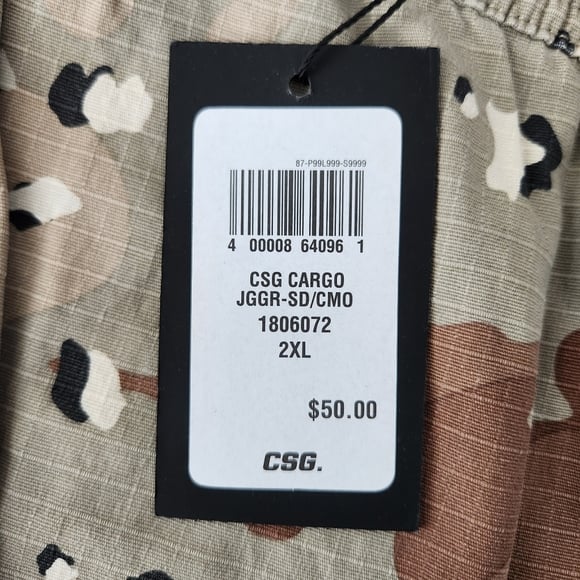 87-P99L999-S9999
4 00008 64096 1
CSG CARGO
JGGR-SD/CMO
1806072
2XL
$50.00
CSG.